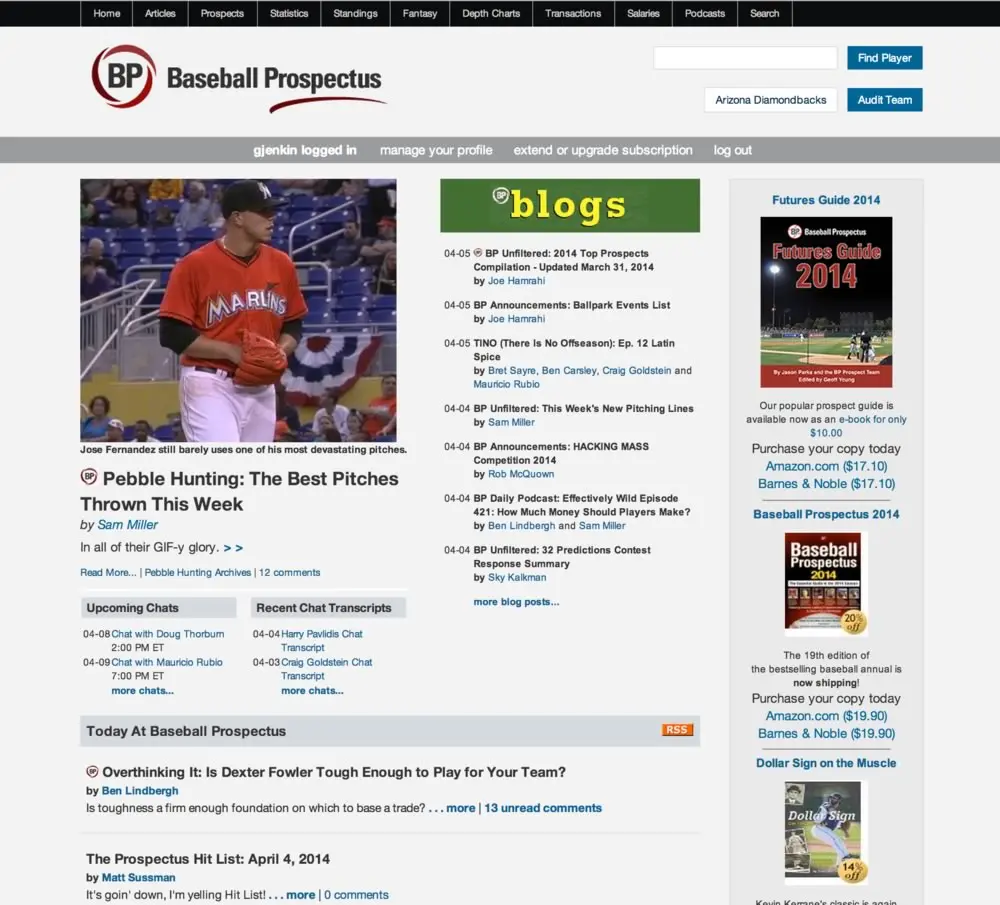 Home Articles Prospects Statistics Standings Fantasy Depth Charts Transactions Salaries Podcasts Search
BP Baseball Prospectus
Find Player
Arizona Diamondbacks Audit Team
gjenkin logged in manage your profile extend or upgrade subscription log out
MARLINS
Jose Fernandez still barely uses one of his most devastating pitches.
BP Pebble Hunting: The Best Pitches
Thrown This Week
by Sam Miller
In all of their GIF-y glory. > >
Read More... | Pebble Hunting Archives | 12 comments
Upcoming Chats
04-08 Chat with Doug Thorburn
2:00 PM ET
04-09 Chat with Mauricio Rubio
7:00 PM ET
more chats...
Recent Chat Transcripts
04-04 Harry Pavlidis Chat
Transcript
04-03 Craig Goldstein Chat
Transcript
more chats...
BP blogs
04-05 BP BP Unfiltered: 2014 Top Prospects
Compilation - Updated March 31, 2014
by Joe Hamrahi
04-05 BP Announcements: Ballpark Events List
by Joe Hamrahi
04-05 TINO (There Is No Offseason): Ep. 12 Latin
Spice
by Bret Sayre, Ben Carsley, Craig Goldstein and
Mauricio Rubio
04-04 BP Unfiltered: This Week's New Pitching Lines
by Sam Miller
04-04 BP Announcements: HACKING MASS
Competition 2014
by Rob McQuown
04-04 BP Daily Podcast: Effectively Wild Episode
421: How Much Money Should Players Make?
by Ben Lindbergh and Sam Miller
04-04 BP Unfiltered: 32 Predictions Contest
Response Summary
by Sky Kalkman
more blog posts...
Today At Baseball Prospectus RSS
BP Overthinking It: Is Dexter Fowler Tough Enough to Play for Your Team?
by Ben Lindbergh
Is toughness a firm enough foundation on which to base a trade? . . . more | 13 unread comments
The Prospectus Hit List: April 4, 2014
by Matt Sussman
It's goin' down, I'm yelling Hit List! . . . more | 0 comments
Futures Guide 2014
BP Baseball Prospectus
Futures Guide
2014
By Jason Parks and the BP Prospect Team
Edited by Geoff Young
Our popular prospect guide is
available now as an e-book for only
$10.00
Purchase your copy today
Amazon.com ($17.10)
Barnes & Noble ($17.10)
Baseball Prospectus 2014
Baseball
Prospectus
2014
20%
off
The 19th edition of
the bestselling baseball annual is
now shipping!
Purchase your copy today
Amazon.com ($19.90)
Barnes & Noble ($19.90)
Dollar Sign on the Muscle
Dollar Sign
14%
off
Kevin Kerrane's classic is again